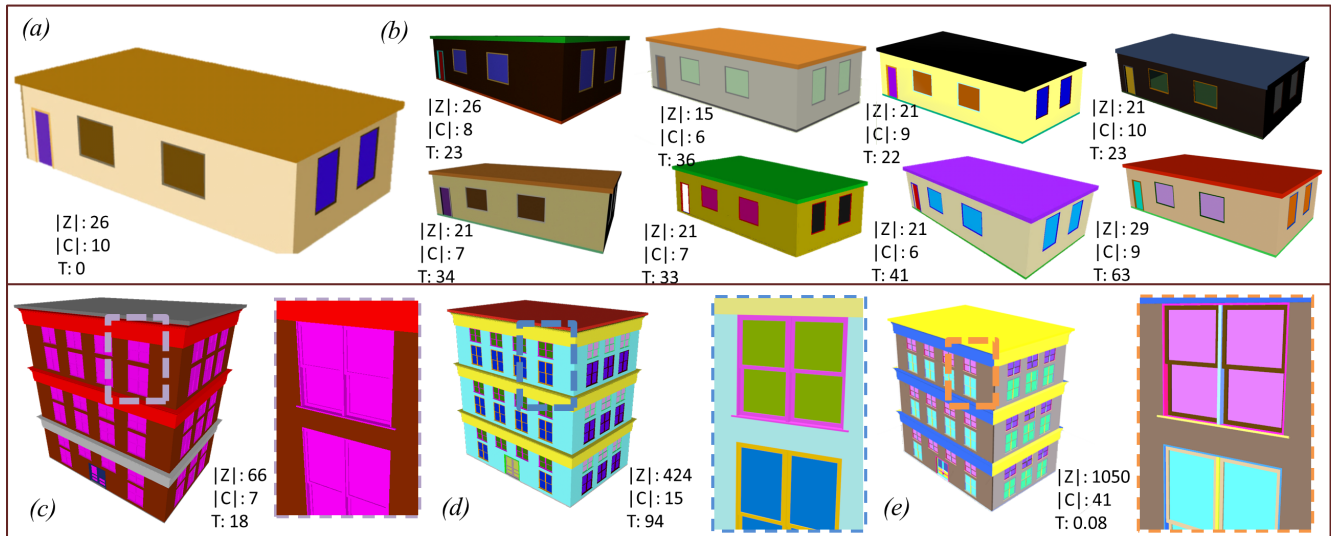 (a)
|Z|: 26
|C|: 10
T: 0
(b)
|Z|: 26
|C|: 8
T: 23
|Z|: 15
|C|: 6
T: 36
|Z|: 21
|C|: 9
T: 22
|Z|: 21
|C|: 10
T: 23
|Z|: 21
|C|: 7
T: 34
|Z|: 21
|C|: 7
T: 33
|Z|: 21
|C|: 6
T: 41
|Z|: 29
|C|: 9
T: 63
(c)
|Z|: 66
|C|: 7
T: 18
(d)
|Z|: 424
|C|: 15
T: 94
(e)
|Z|: 1050
|C|: 41
T: 0.08